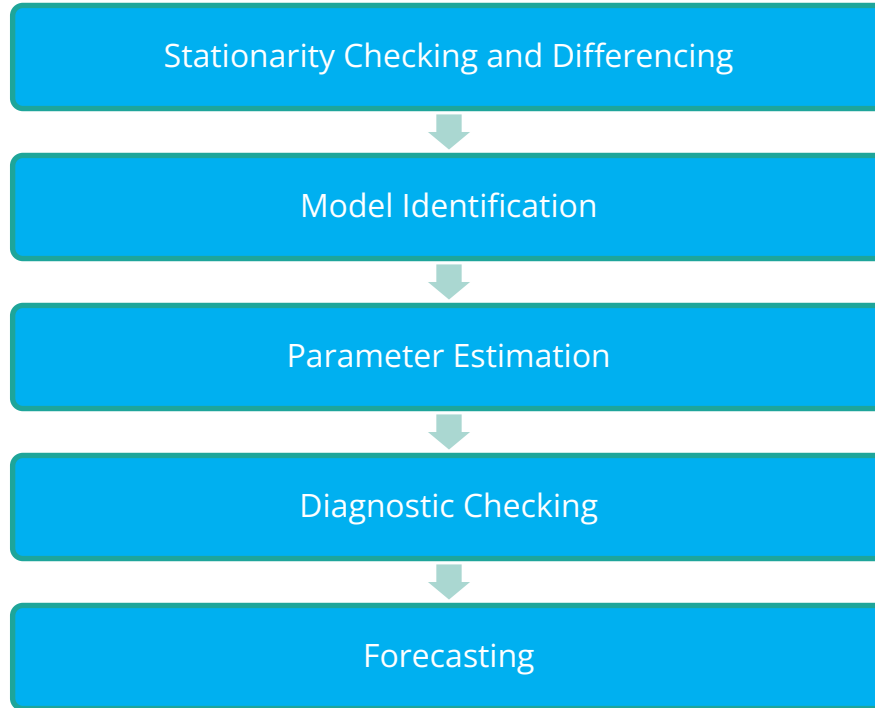 Stationarity Checking and Differencing
Model Identification
Parameter Estimation
Diagnostic Checking
Forecasting